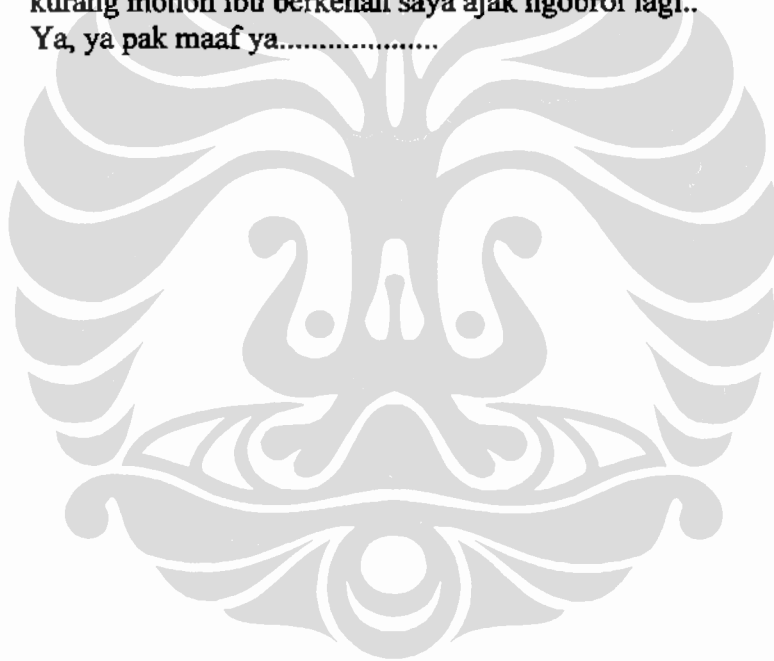 kurang mohon ibu berkenan saya ajak ngobrol lagi..
Ya, ya pak maaf ya...................